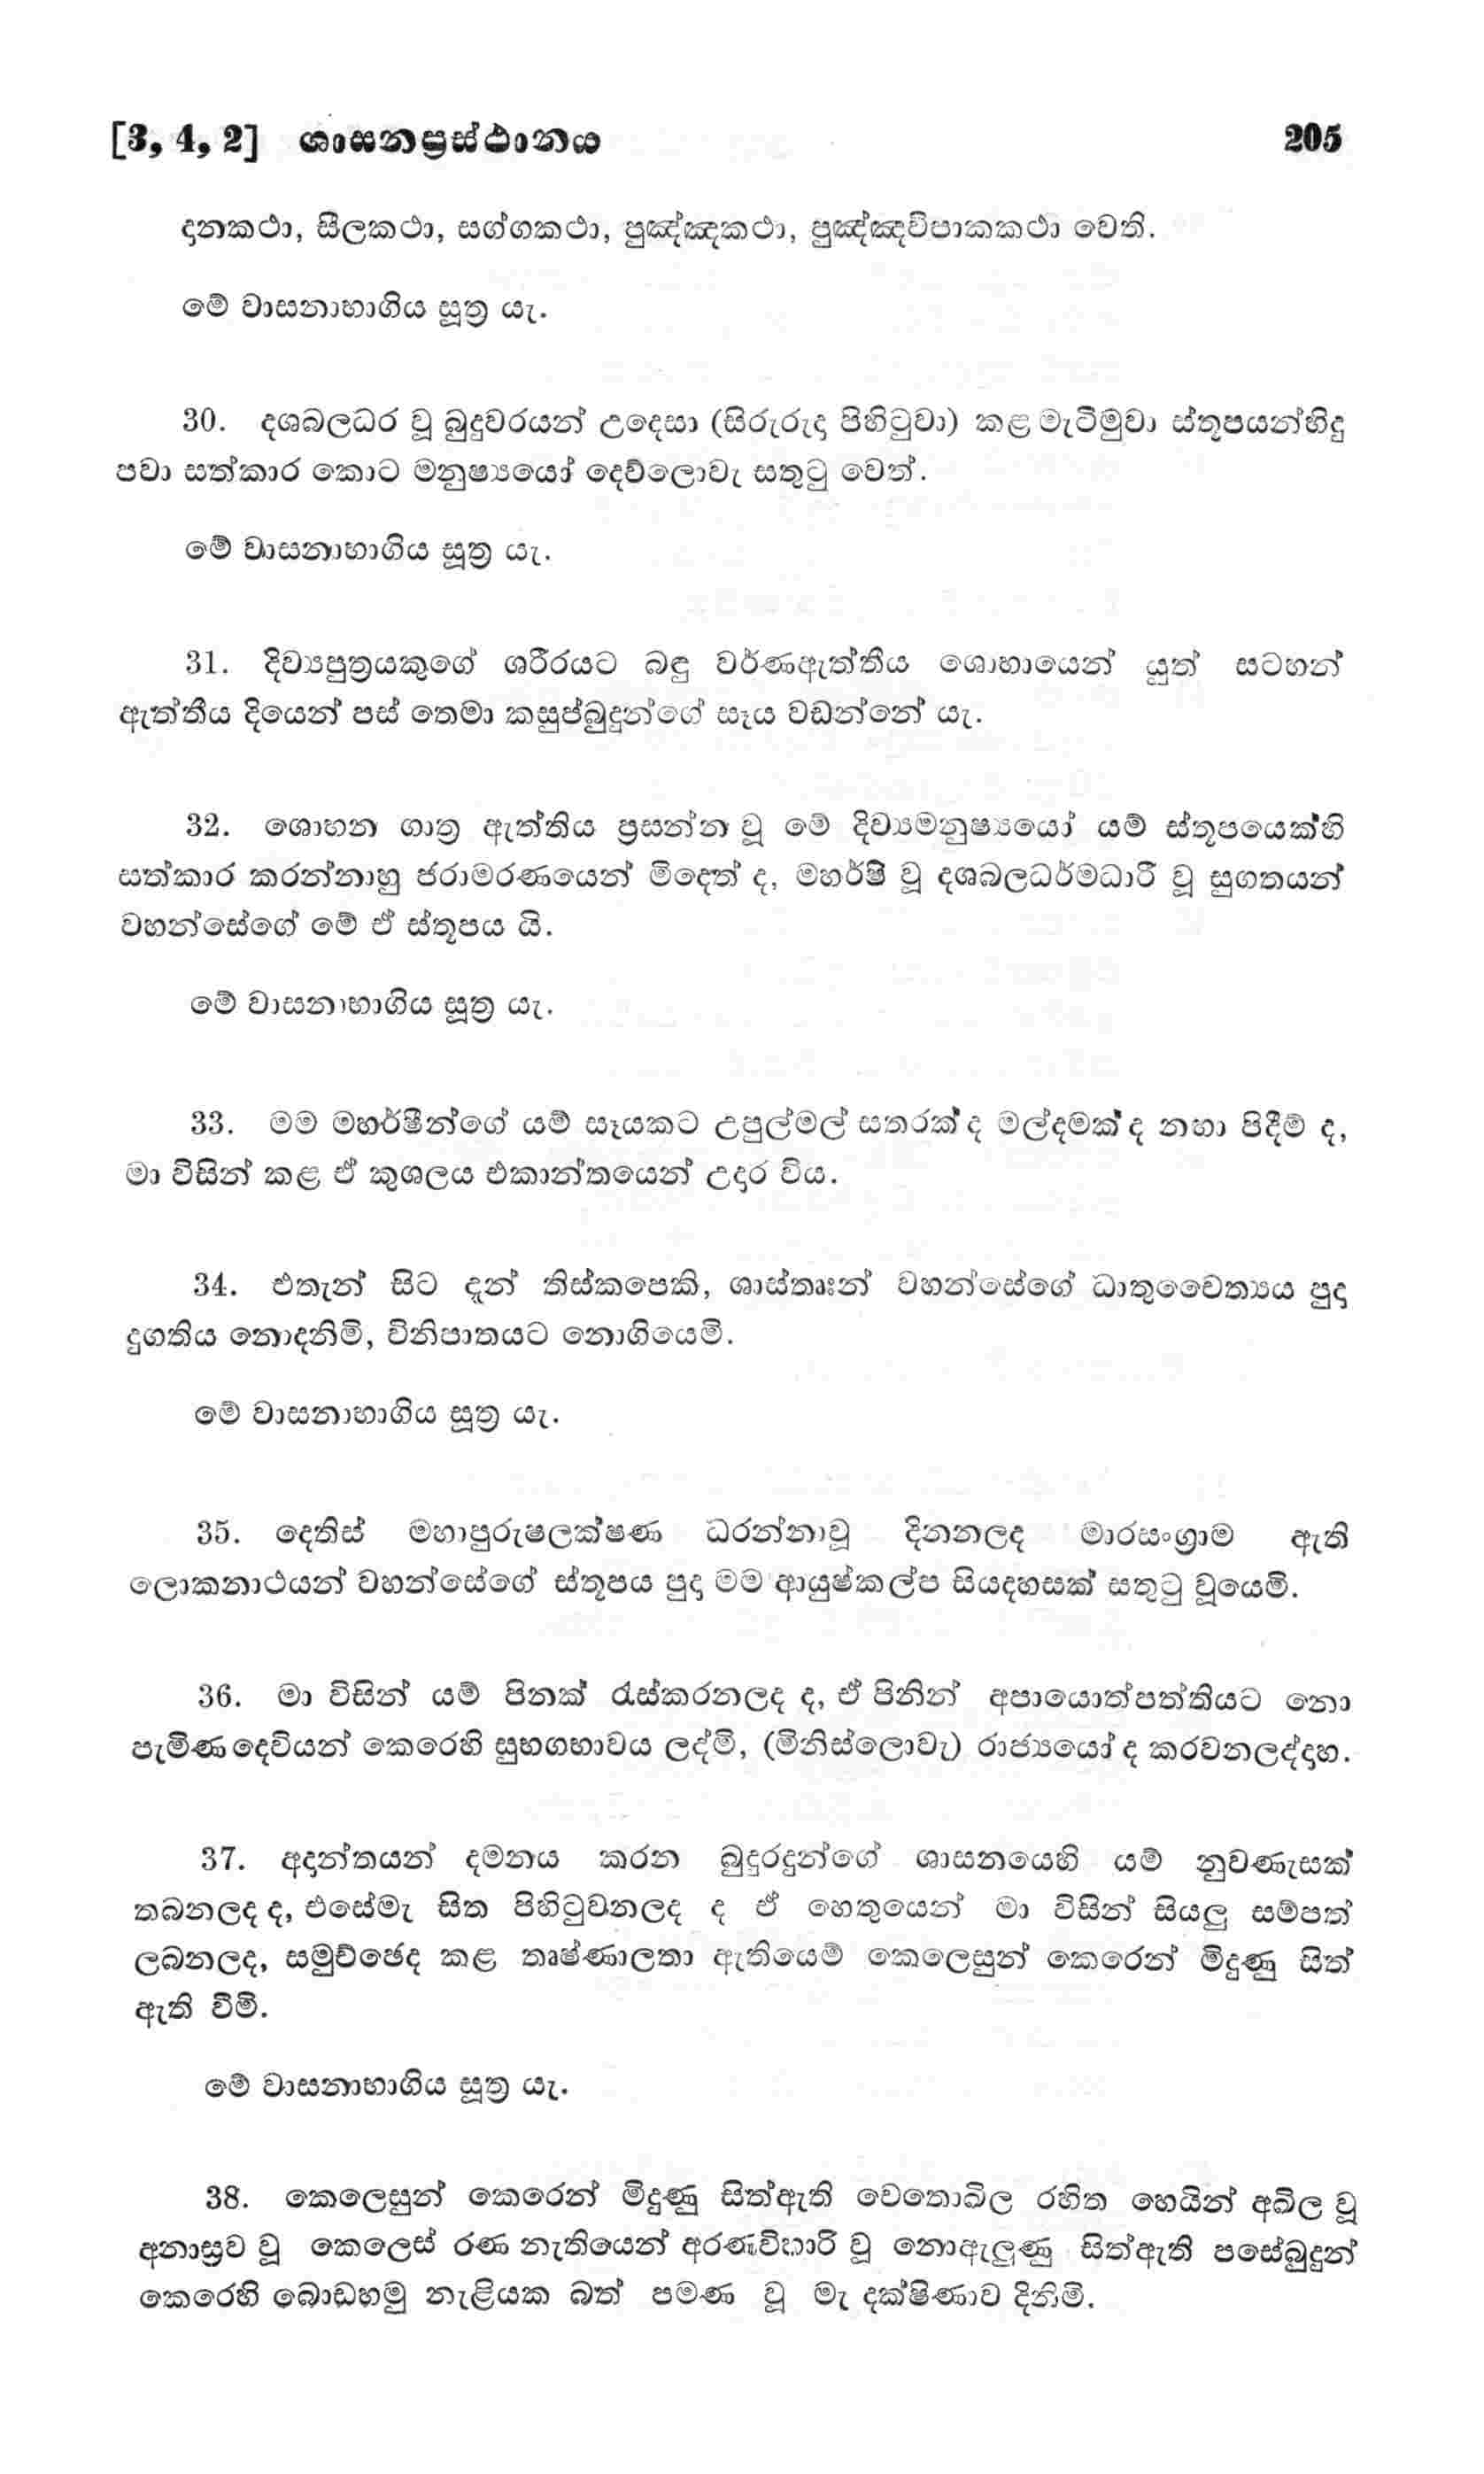 [3, 4, 2] ශාසනප්‍රස්ථානය 205
දානකථා, සීලකථා, සග්ගකථා, පුඤ්ඤකථා, පුඤ්ඤවිපාකකථා වෙති.
මේ වාසනාභාගිය සූත්‍ර යැ.
30. දශබලධර වූ බුදුවරයන් උදෙසා (සිරුරුදා පිහිටුවා) කළ මැටිමුවා ස්තූපයන්හිදු
පවා සත්කාර කොට මනුෂ්‍යයෝ දෙව්ලොවැ සතුටු වෙත්.
මේ වාසනාභාගිය සූත්‍ර යැ.
31. දිව්‍යපුත්‍රයකුගේ ශරීරයට බඳු වර්ණඇත්තීය ශොභායෙන් යුත් සටහන්
ඇත්තීය දියෙන් පස් තෙමා කසුප්බුදුන්ගේ සෑය වඩන්නේ යැ.
32. ශොභන ගාත්‍ර ඇත්තිය ප්‍රසන්න වූ මේ දිව්‍යමනුෂ්‍යයෝ යම් ස්තූපයෙක්හි
සත්කාර කරන්නාහු ජරාමරණයෙන් මිදෙත් ද, මහර්ෂි වූ දශබලධර්මධාරී වූ සුගතයන්
වහන්සේගේ මේ ඒ ස්තූපය යි.
මේ වාසනාභාගිය සූත්‍ර යැ.
33. මම මහර්ෂීන්ගේ යම් සෑයකට උපුල්මල් සතරක් ද මල්දමක් ද නහා පිදීම් ද,
මා විසින් කළ ඒ කුශලය එකාන්තයෙන් උදාර විය.
34. එතැන් සිට දැන් තිස්කපෙකි, ශාස්තෲන් වහන්සේගේ ධාතුචෛත්‍යය පුදා
දුගතිය නොදනිමි, විනිපාතයට නොගියෙමි.
මේ වාසනාභාගිය සූත්‍ර යැ.
35. දෙතිස් මහාපුරුෂලක්ෂණ ධරන්නාවූ දිනනලද මාරසංග්‍රාම ඇති
ලොකනාථයන් වහන්සේගේ ස්තූපය පුදා මම ආයුෂ්කල්ප සියදහසක් සතුටු වූයෙමි.
36. මා විසින් යම් පිනක් රැස්කරනලද ද, ඒ පිනින් අපායොත්පත්තියට නො
පැමිණ දෙවියන් කෙරෙහි සුභගභාවය ලද්මි, (මිනිස්ලොවැ) රාජ්‍යයෝ ද කරවනලද්දාහ.
37. අදාන්තයන් දමනය කරන බුදුරදුන්ගේ ශාසනයෙහි යම් නුවණැසක්
තබනලද ද, එසේමැ සිත පිහිටුවනලද ද ඒ හෙතුයෙන් මා විසින් සියලු සම්පත්
ලබනලද, සමුච්ඡෙද කළ තෘෂ්ණාලතා ඇතියෙම් කෙලෙසුන් කෙරෙන් මිදුණු සිත්
ඇති වීමි.
මේ වාසනාභාගිය සූත්‍ර යැ.
38. කෙලෙසුන් කෙරෙන් මිදුණු සිත්ඇති චෙතොඛිල රහිත හෙයින් අඛිල වූ
අනාස්‍රව වූ කෙලෙස් රණ නැතියෙන් අරණවිහාරි වූ නොඇලුණු සිත්ඇති පසේබුදුන්
කෙරෙහි බොඩහමු නැළියක බත් පමණ වූ මැ දක්ෂිණාව දිනිමි.